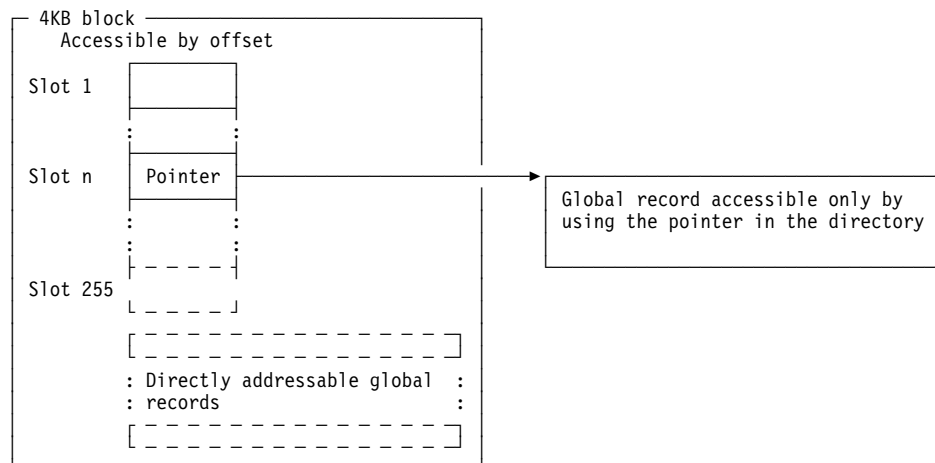 4KB block
Accessible by offset
Slot 1
:
:
Slot n
Pointer
Global record accessible only by
using the pointer in the directory
:
:
:
:
Slot 255
: Directly addressable global :
: records :